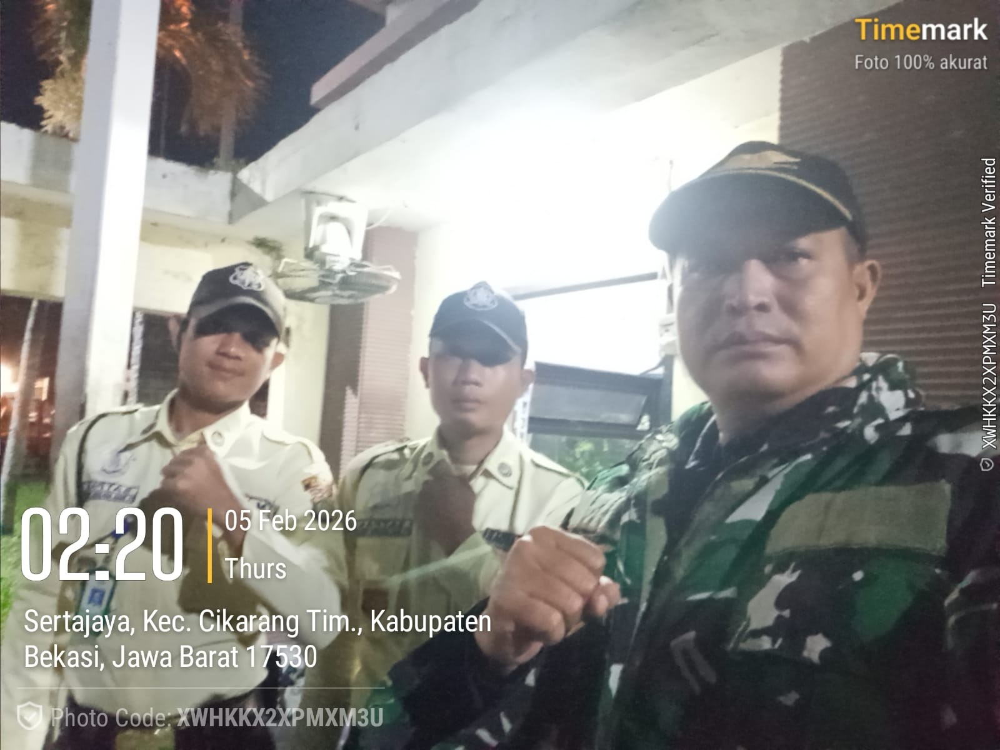 Timemark
Foto 100% akurat
02:20
05 Feb 2026
Thurs
Sertajaya, Kec. Cikarang Tim., Kabupaten
Bekasi, Jawa Barat 17530
Photo Code: XWHKKX2XPMXM3U
XWHKKX2XPMXM3U Timemark Verified